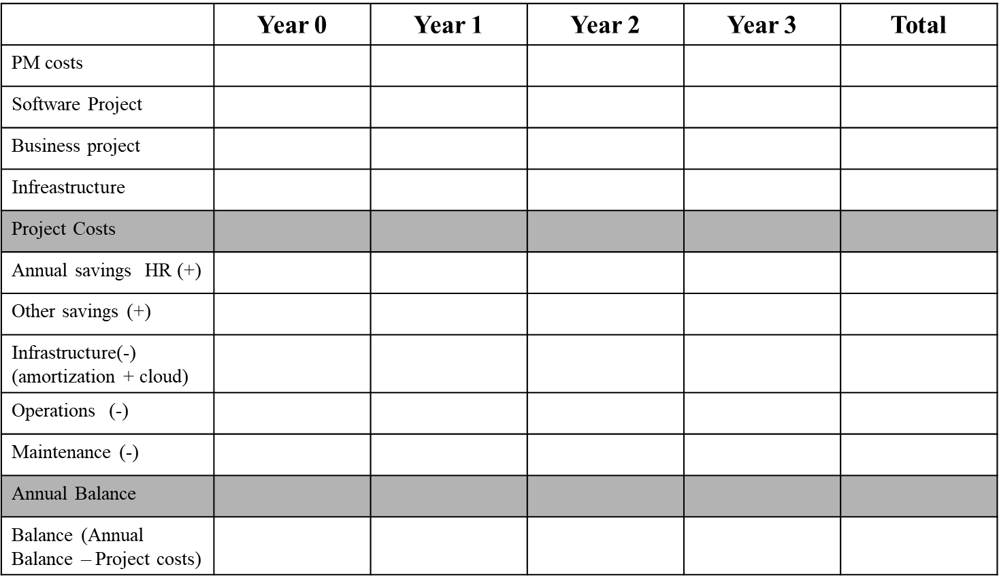 Year 0 Year 1 Year 2 Year 3 Total
PM costs
Software Project
Business project
Infreastructure
Project Costs
Annual savings HR (+)
Other savings (+)
Infrastructure(-)
(amortization + cloud)
Operations (-)
Maintenance (-)
Annual Balance
Balance (Annual
Balance – Project costs)